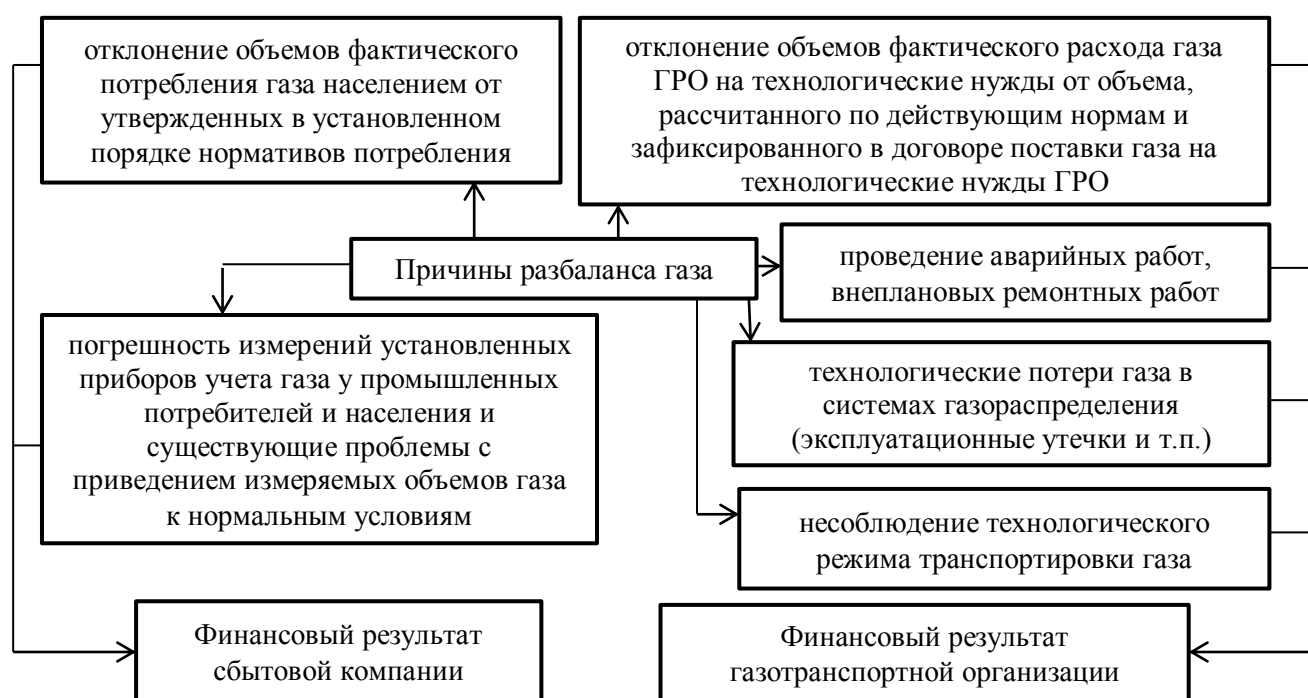 отклонение объемов фактического
потребления газа населением от
утвержденных в установленном
порядке нормативов потребления
отклонение объемов фактического расхода газа
ГРО на технологические нужды от объема,
рассчитанного по действующим нормам и
зафиксированного в договоре поставки газа на
технологические нужды ГРО
Причины разбаланса газа
проведение аварийных работ,
внеплановых ремонтных работ
погрешность измерений установленных
приборов учета газа у промышленных
потребителей и населения и
существующие проблемы с
приведением измеряемых объемов газа
к нормальным условиям
технологические потери газа в
системах газораспределения
(эксплуатационные утечки и т.п.)
несоблюдение технологического
режима транспортировки газа
Финансовый результат
сбытовой компании
Финансовый результат
газотранспортной организации